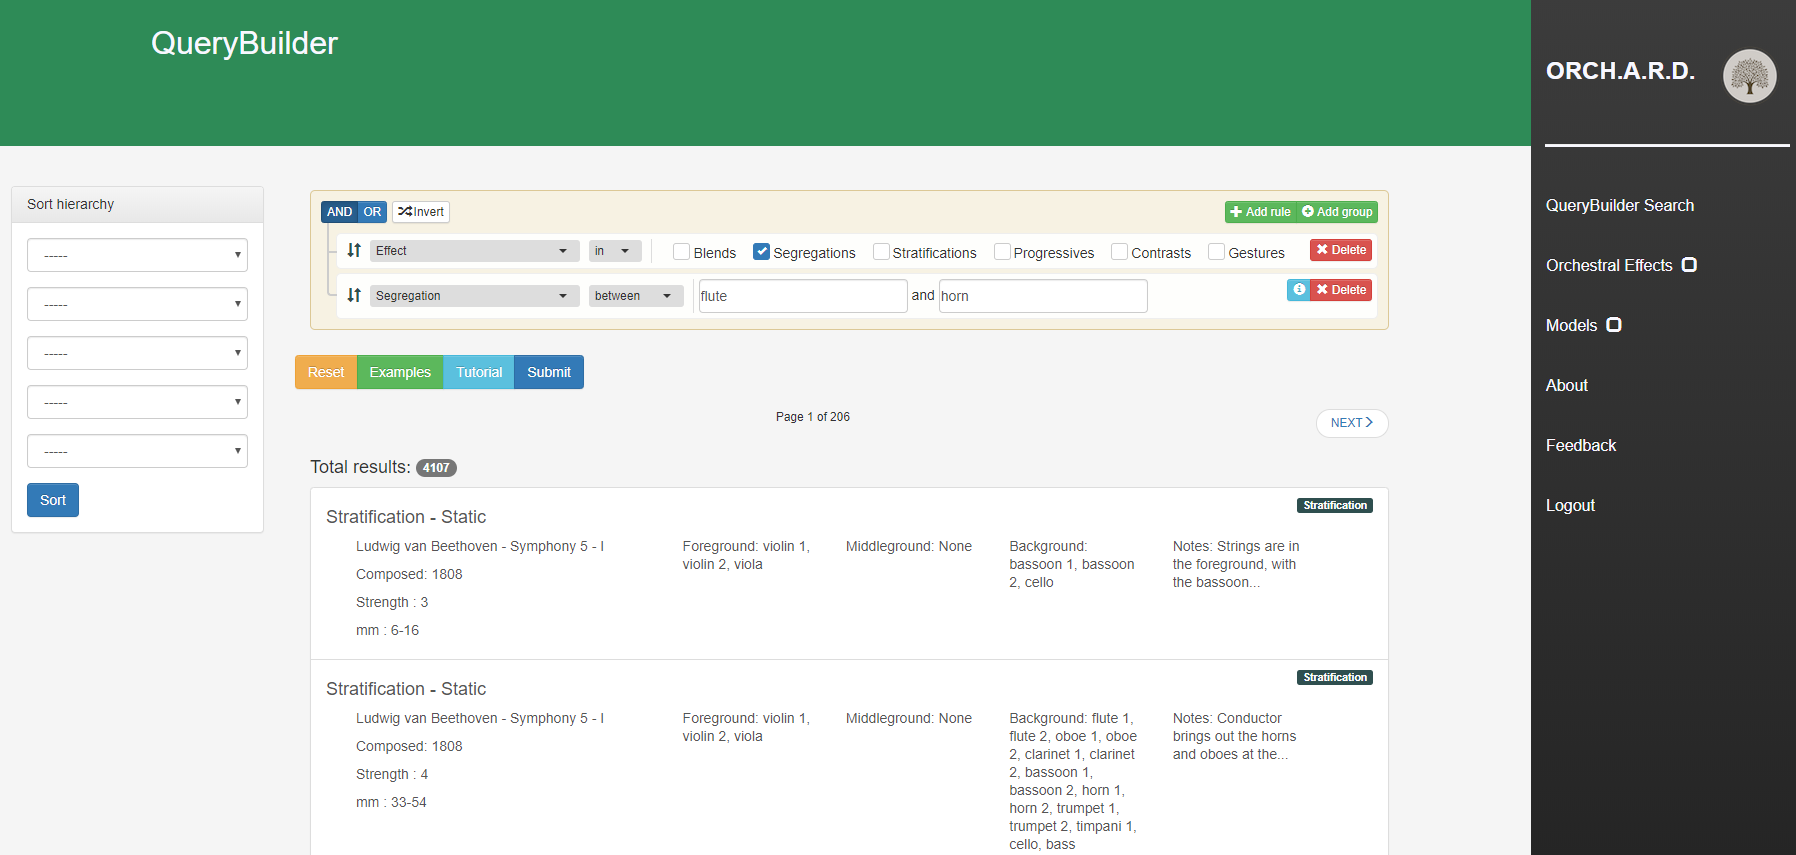 QueryBuilder
ORCH.A.R.D.
QueryBuilder Search
Orchestral Effects
Models
About
Feedback
Logout
Sort hierarchy
-----
-----
-----
-----
-----
Sort
AND OR Invert Add rule Add group
Effect in Blends Segregations Stratifications Progressives Contrasts Gestures Delete
Segregation between flute and horn Delete
Reset Examples Tutorial Submit
Page 1 of 206 NEXT
Total results: 4107
Stratification - Static Stratification
Ludwig van Beethoven - Symphony 5 - I
Composed: 1808
Strength : 3
mm : 6-16
Foreground: violin 1,
violin 2, viola
Middleground: None
Background:
bassoon 1, bassoon
2, cello
Notes: Strings are in
the foreground, with
the bassoon...
Stratification - Static Stratification
Ludwig van Beethoven - Symphony 5 - I
Composed: 1808
Strength : 4
mm : 33-54
Foreground: violin 1,
violin 2, viola
Middleground: None
Background: flute 1,
flute 2, oboe 1, oboe
2, clarinet 1, clarinet
2, bassoon 1,
bassoon 2, horn 1,
horn 2, trumpet 1,
trumpet 2, timpani 1,
cello, bass
Notes: Conductor
brings out the horns
and oboes at the...